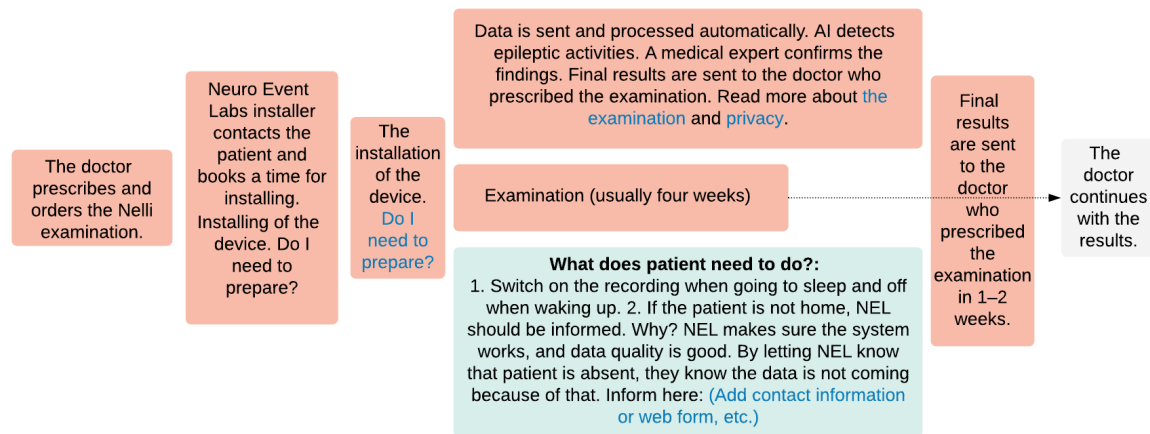 The doctor
prescribes and
orders the Nelli
examination.
Neuro Event
Labs installer
contacts the
patient and
books a time for
installing.
Installing of the
device. Do I
need to
prepare?
The
installation
of the
device.
Do I
need to
prepare?
Data is sent and processed automatically. AI detects
epileptic activities. A medical expert confirms the
findings. Final results are sent to the doctor who
prescribed the examination. Read more about the
examination and privacy.
Examination (usually four weeks)
What does patient need to do?:
1. Switch on the recording when going to sleep and off
when waking up. 2. If the patient is not home, NEL
should be informed. Why? NEL makes sure the system
works, and data quality is good. By letting NEL know
that patient is absent, they know the data is not coming
because of that. Inform here: (Add contact information
or web form, etc.)
Final
results
are sent
to the
doctor
who
prescribed
the
examination
in 1–2
weeks.
The
doctor
continues
with the
results.